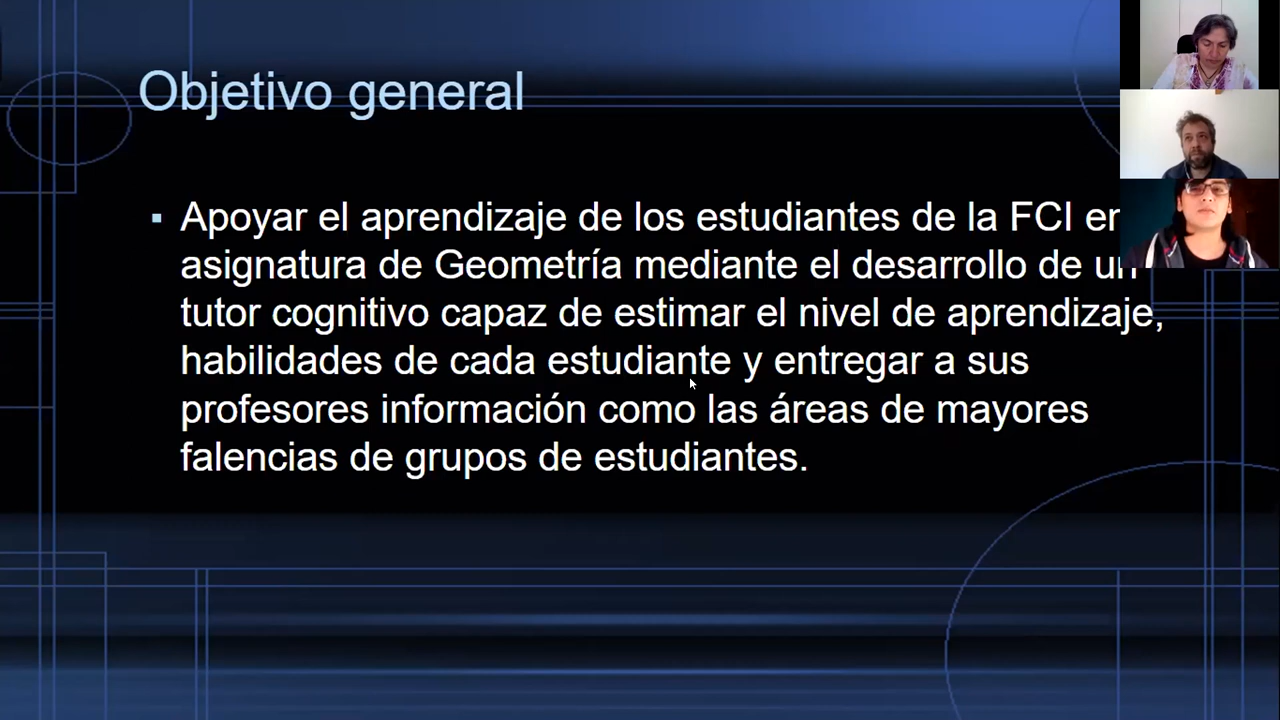 Objetivo general
Apoyar el aprendizaje de los estudiantes de la FCI en
asignatura de Geometría mediante el desarrollo de un
tutor cognitivo capaz de estimar el nivel de aprendizaje,
habilidades de cada estudiante y entregar a sus
profesores información como las áreas de mayores
falencias de grupos de estudiantes.